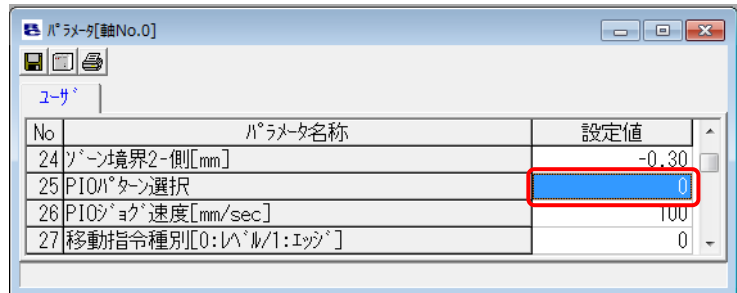 ﾊﾟﾗﾒｰﾀ[軸No.0]
ﾕｰｻﾞ
No ﾊﾟﾗﾒｰﾀ名称 設定値
24 ｿﾞｰﾝ境界2-側[mm] -0.30
25 PIOﾊﾟﾀｰﾝ選択 0
26 PIOｼﾞｮｸﾞ速度[mm/sec] 100
27 移動指令種別[0:ﾚﾍﾞﾙ/1:ｴｯｼﾞ] 0